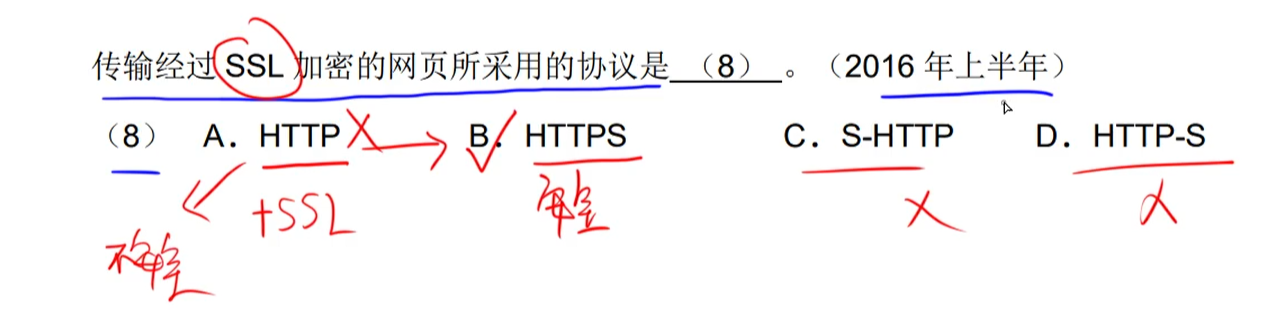 传输经过 SSL 加密的网页所采用的协议是 （8） 。（2016 年上半年）
（8） A．HTTP B．HTTPS C．S-HTTP D．HTTP-S
+SSL 安全
不安全